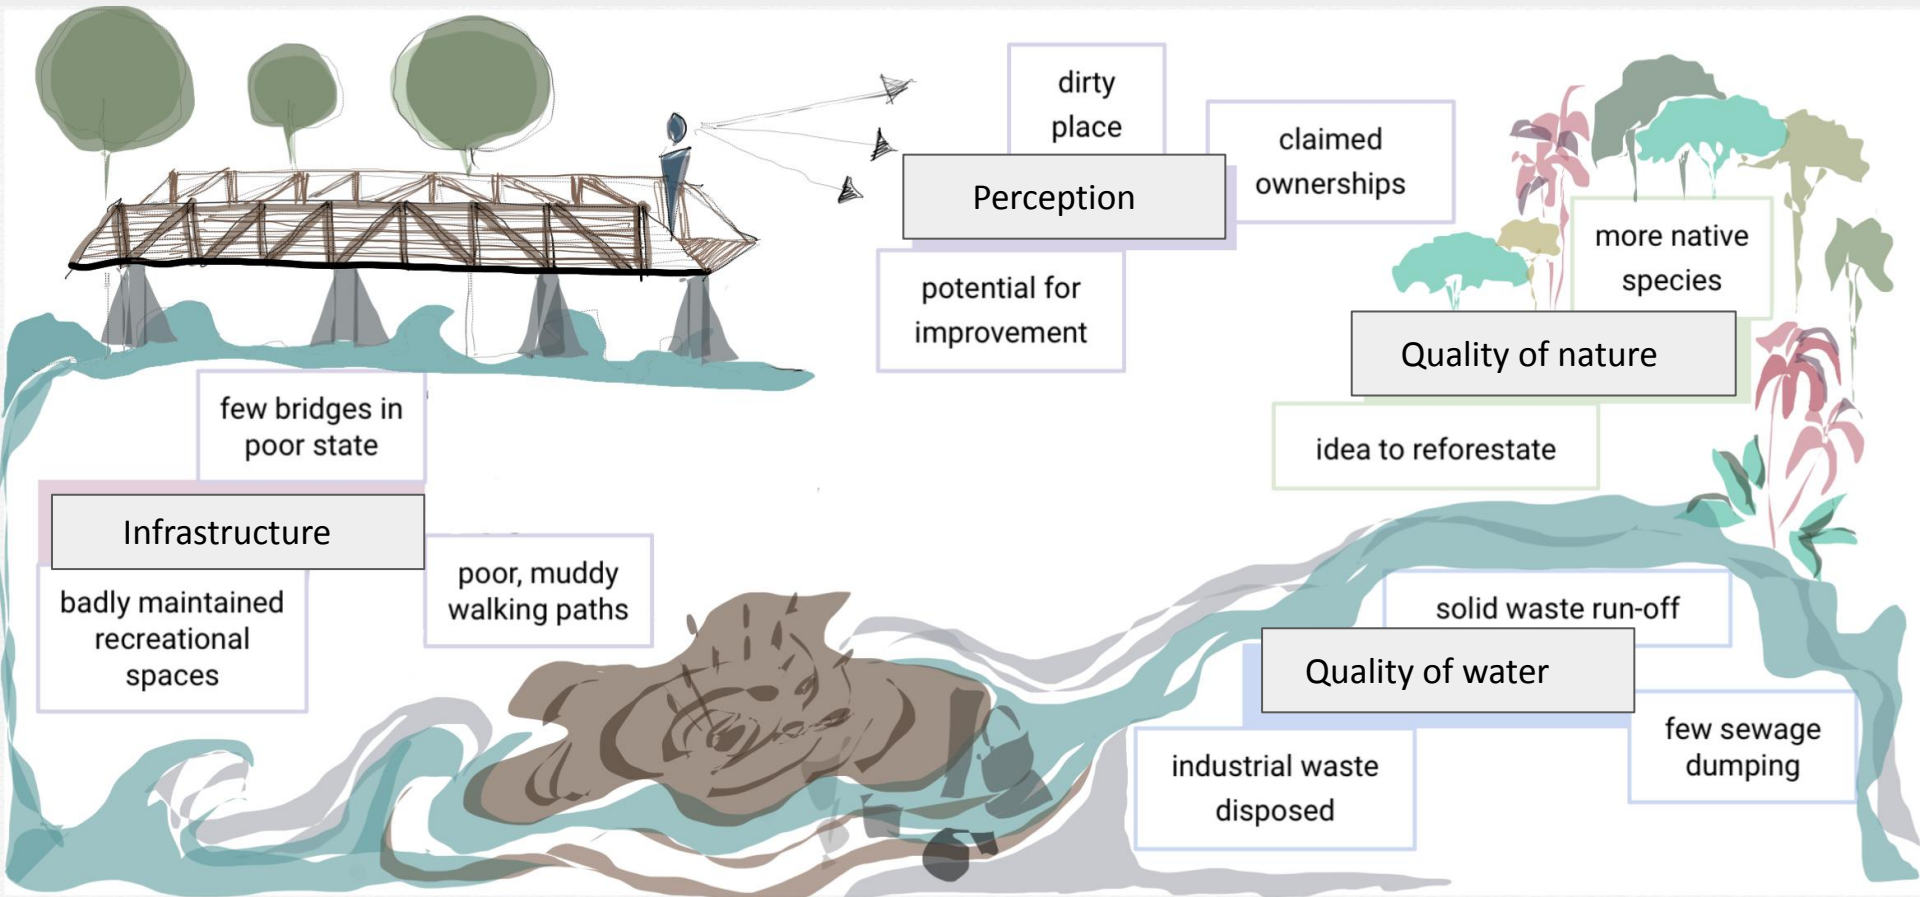 dirty
place
claimed
ownerships
Perception
potential for
improvement
more native
species
Quality of nature
idea to reforestate
few bridges in
poor state
Infrastructure
badly maintained
recreational
spaces
poor, muddy
walking paths
solid waste run-off
Quality of water
industrial waste
disposed
few sewage
dumping